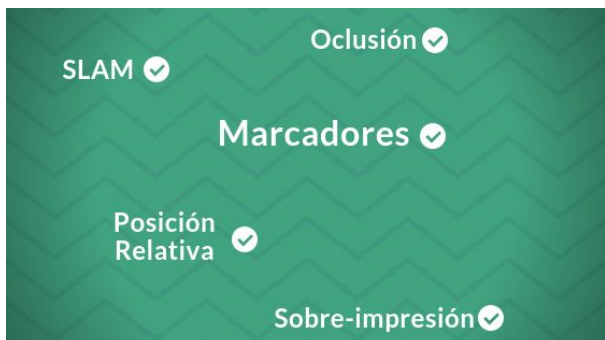 Oclusión
SLAM
Marcadores
Posición
Relativa
Sobre-impresión